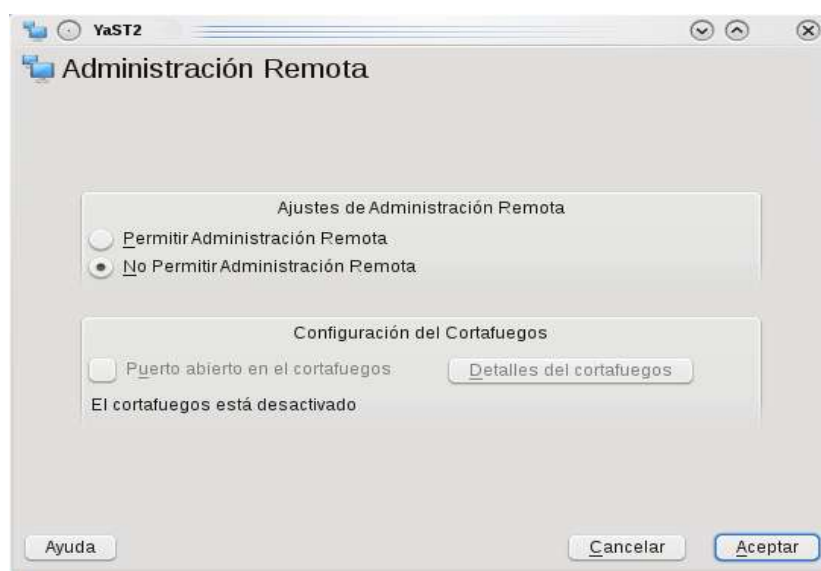 YaST2
Administración Remota
Ajustes de Administración Remota
Permitir Administración Remota
No Permitir Administración Remota
Configuración del Cortafuegos
Puerto abierto en el cortafuegos
Detalles del cortafuegos
El cortafuegos está desactivado
Ayuda
Cancelar
Aceptar